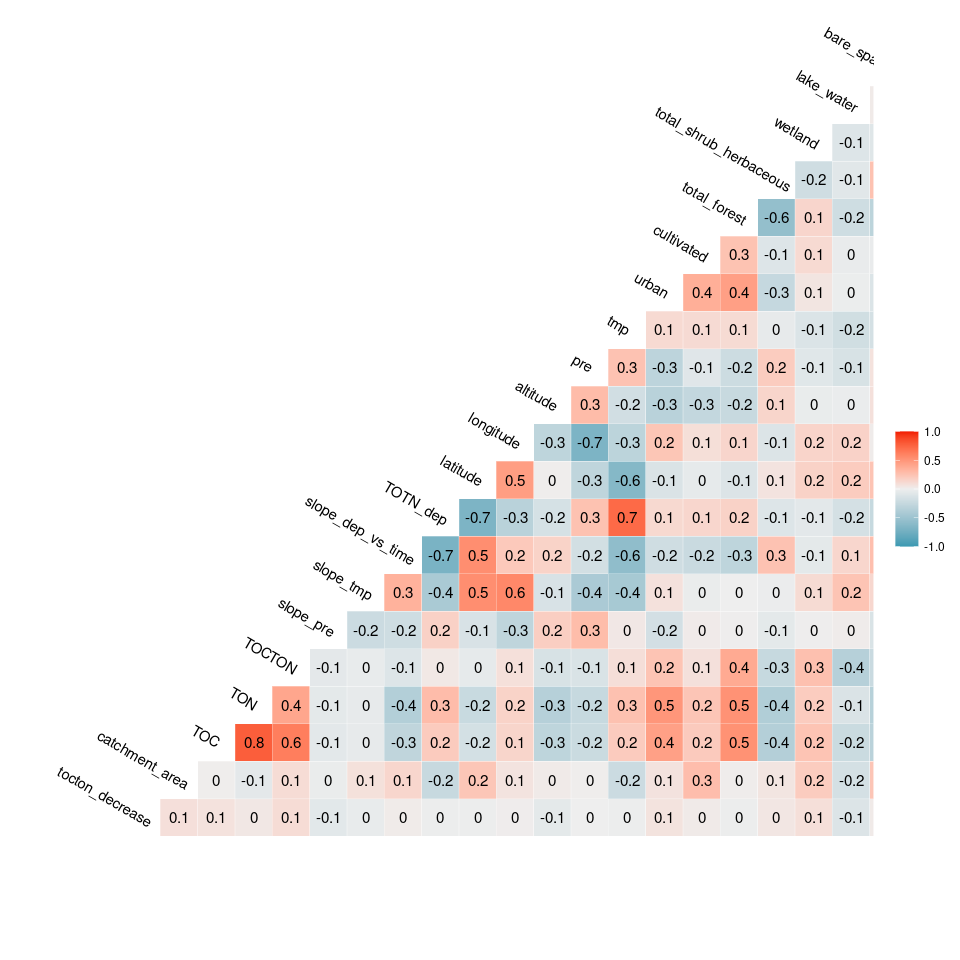 bare_spa
lake_water
wetland -0.1
total_shrub_herbaceous -0.2 -0.1
total_forest -0.6 0.1 -0.2
cultivated 0.3 -0.1 0.1 0
urban 0.4 0.4 -0.3 0.1 0
tmp 0.1 0.1 0.1 0 -0.1 -0.2
pre 0.3 -0.3 -0.1 -0.2 0.2 -0.1 -0.1
altitude 0.3 -0.2 -0.3 -0.3 -0.2 0.1 0 0
longitude -0.3 -0.7 -0.3 0.2 0.1 0.1 -0.1 0.2 0.2
latitude 0.5 0 -0.3 -0.6 -0.1 0 -0.1 0.1 0.2 0.2
TOTN_dep -0.7 -0.3 -0.2 0.3 0.7 0.1 0.1 0.2 -0.1 -0.1 -0.2
slope_dep_vs_time -0.7 0.5 0.2 0.2 -0.2 -0.6 -0.2 -0.2 -0.3 0.3 -0.1 0.1
slope_tmp 0.3 -0.4 0.5 0.6 -0.1 -0.4 -0.4 0.1 0 0 0 0.1 0.2
slope_pre -0.2 -0.2 0.2 -0.1 -0.3 0.2 0.3 0 -0.2 0 0 -0.1 0 0
TOCTON -0.1 0 -0.1 0 0 0.1 -0.1 -0.1 0.1 0.2 0.1 0.4 -0.3 0.3 -0.4
TON 0.4 -0.1 0 -0.4 0.3 -0.2 0.2 -0.3 -0.2 0.3 0.5 0.2 0.5 -0.4 0.2 -0.1
TOC 0.8 0.6 -0.1 0 -0.3 0.2 -0.2 0.1 -0.3 -0.2 0.2 0.4 0.2 0.5 -0.4 0.2 -0.2
catchment_area 0 -0.1 0.1 0 0.1 0.1 -0.2 0.2 0.1 0 0 -0.2 0.1 0.3 0 0.1 0.2 -0.2
tocton_decrease 0.1 0.1 0 0.1 -0.1 0 0 0 0 0 -0.1 0 0 0.1 0 0 0 0.1 -0.1
1.0
0.5
0.0
-0.5
-1.0